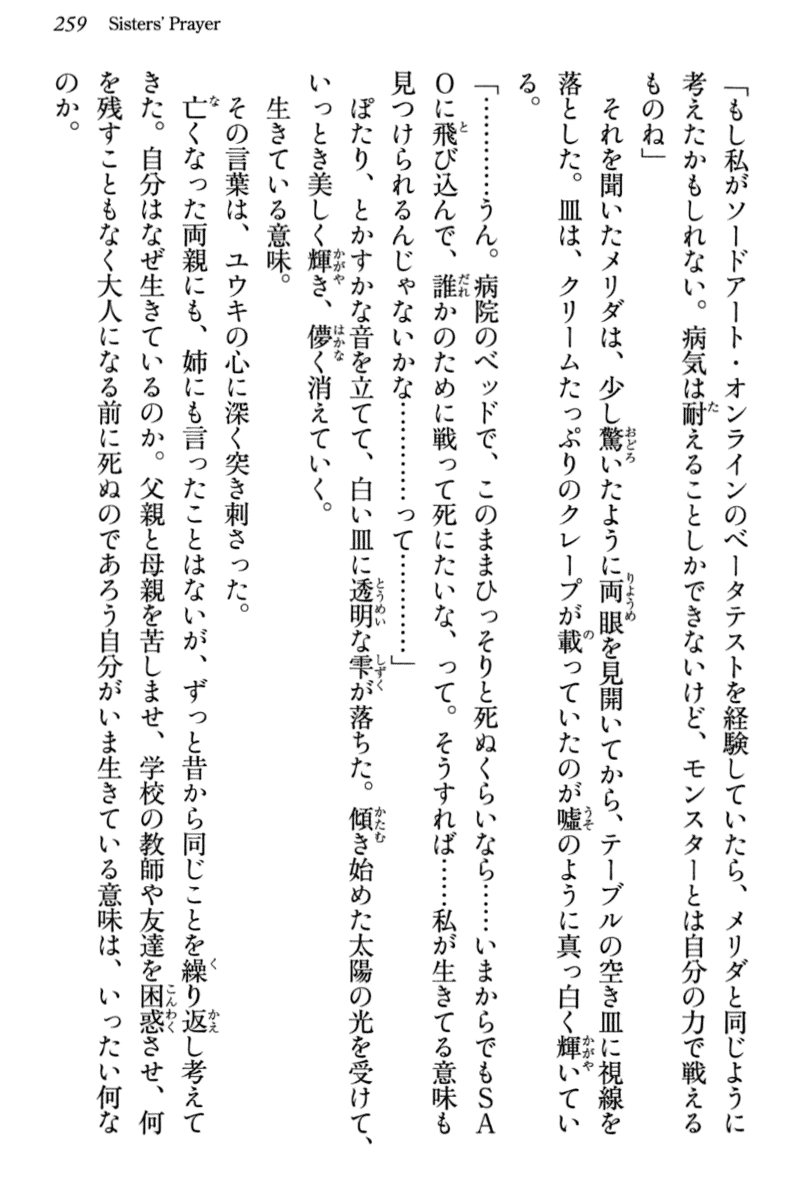 259 Sisters' Prayer
「もし私がソードアート・オンラインのベータテストを経験していたら、メリダと同じように
考えたかもしれない。病気は耐えることしかできないけど、モンスターとは自分の力で戦える
ものね」
　それを聞いたメリダは、少し驚いたように両眼を見開いてから、テーブルの空き皿に視線を
落とした。皿は、クリームたっぷりのクレープが載っていたのが嘘のように真っ白く輝いてい
る。
「…………うん。病院のベッドで、このままひっそりと死ぬくらいなら……いまからでもＳＡ
Ｏに飛び込んで、誰かのために戦って死にたいな、って。そうすれば……私が生きてる意味も
見つけられるんじゃないかな…………って…………」
　ぽたり、とかすかな音を立てて、白い皿に透明な雫が落ちた。傾き始めた太陽の光を受けて、
いっとき美しく輝き、儚く消えていく。
　生きている意味。
　その言葉は、ユウキの心に深く突き刺さった。
　亡くなった両親にも、姉にも言ったことはないが、ずっと昔から同じことを繰り返し考えて
きた。自分はなぜ生きているのか。父親と母親を苦しませ、学校の教師や友達を困惑させ、何
を残すこともなく大人になる前に死ぬのであろう自分がいま生きている意味は、いったい何な
のか。